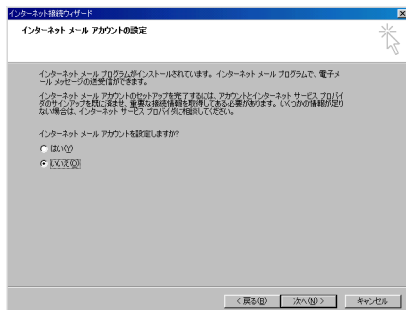 インターネット接続ウィザード
インターネット メール アカウントの設定
インターネット メール プログラムがインストールされています。インターネット メール プログラムで、電子メ
ール メッセージの送受信ができます。
インターネット メール アカウントのセットアップを完了するには、アカウントとインターネット サービス プロバイ
ダのサインアップを既に済ませ、重要な接続情報を取得してある必要があります。いくつかの情報が足り
ない場合は、インターネット サービス プロバイダに相談してください。
インターネット メール アカウントを設定しますか?
はい(Y)
いいえ(O)
< 戻る(B)
次へ(N) >
キャンセル